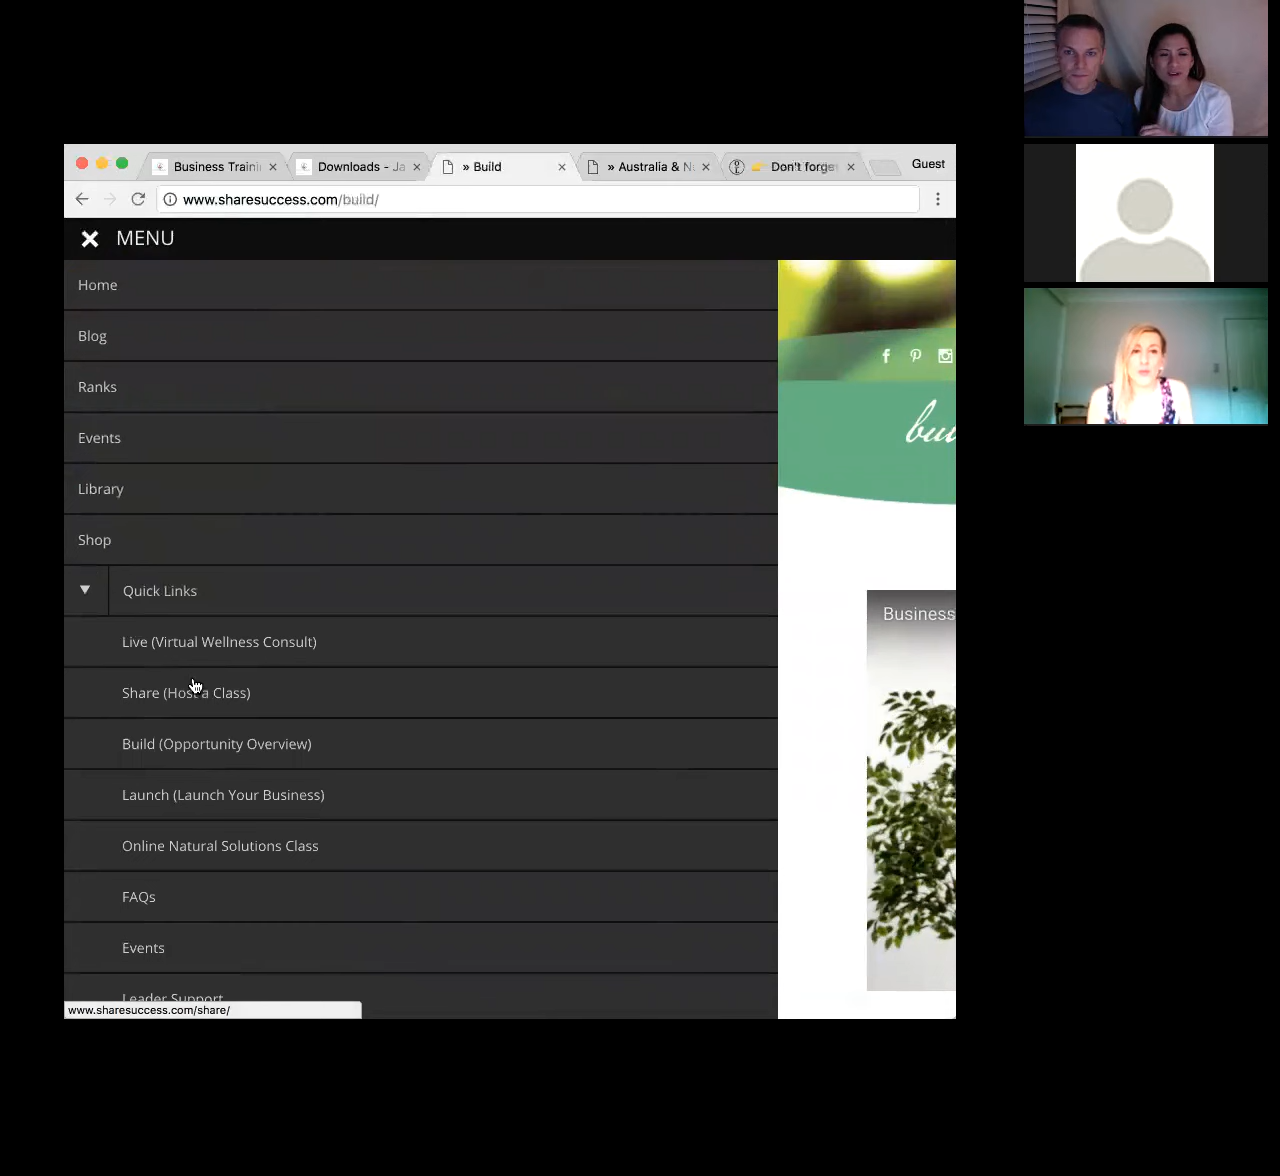 Business Traini
Downloads - Ja
» Build
» Australia & N
Don't forge
Guest
www.sharesuccess.com/build/
MENU
Home
Blog
Ranks
Events
Library
Shop
Quick Links
Live (Virtual Wellness Consult)
Share (Host a Class)
Build (Opportunity Overview)
Launch (Launch Your Business)
Online Natural Solutions Class
FAQs
Events
Leader Support
www.sharesuccess.com/share/
Business